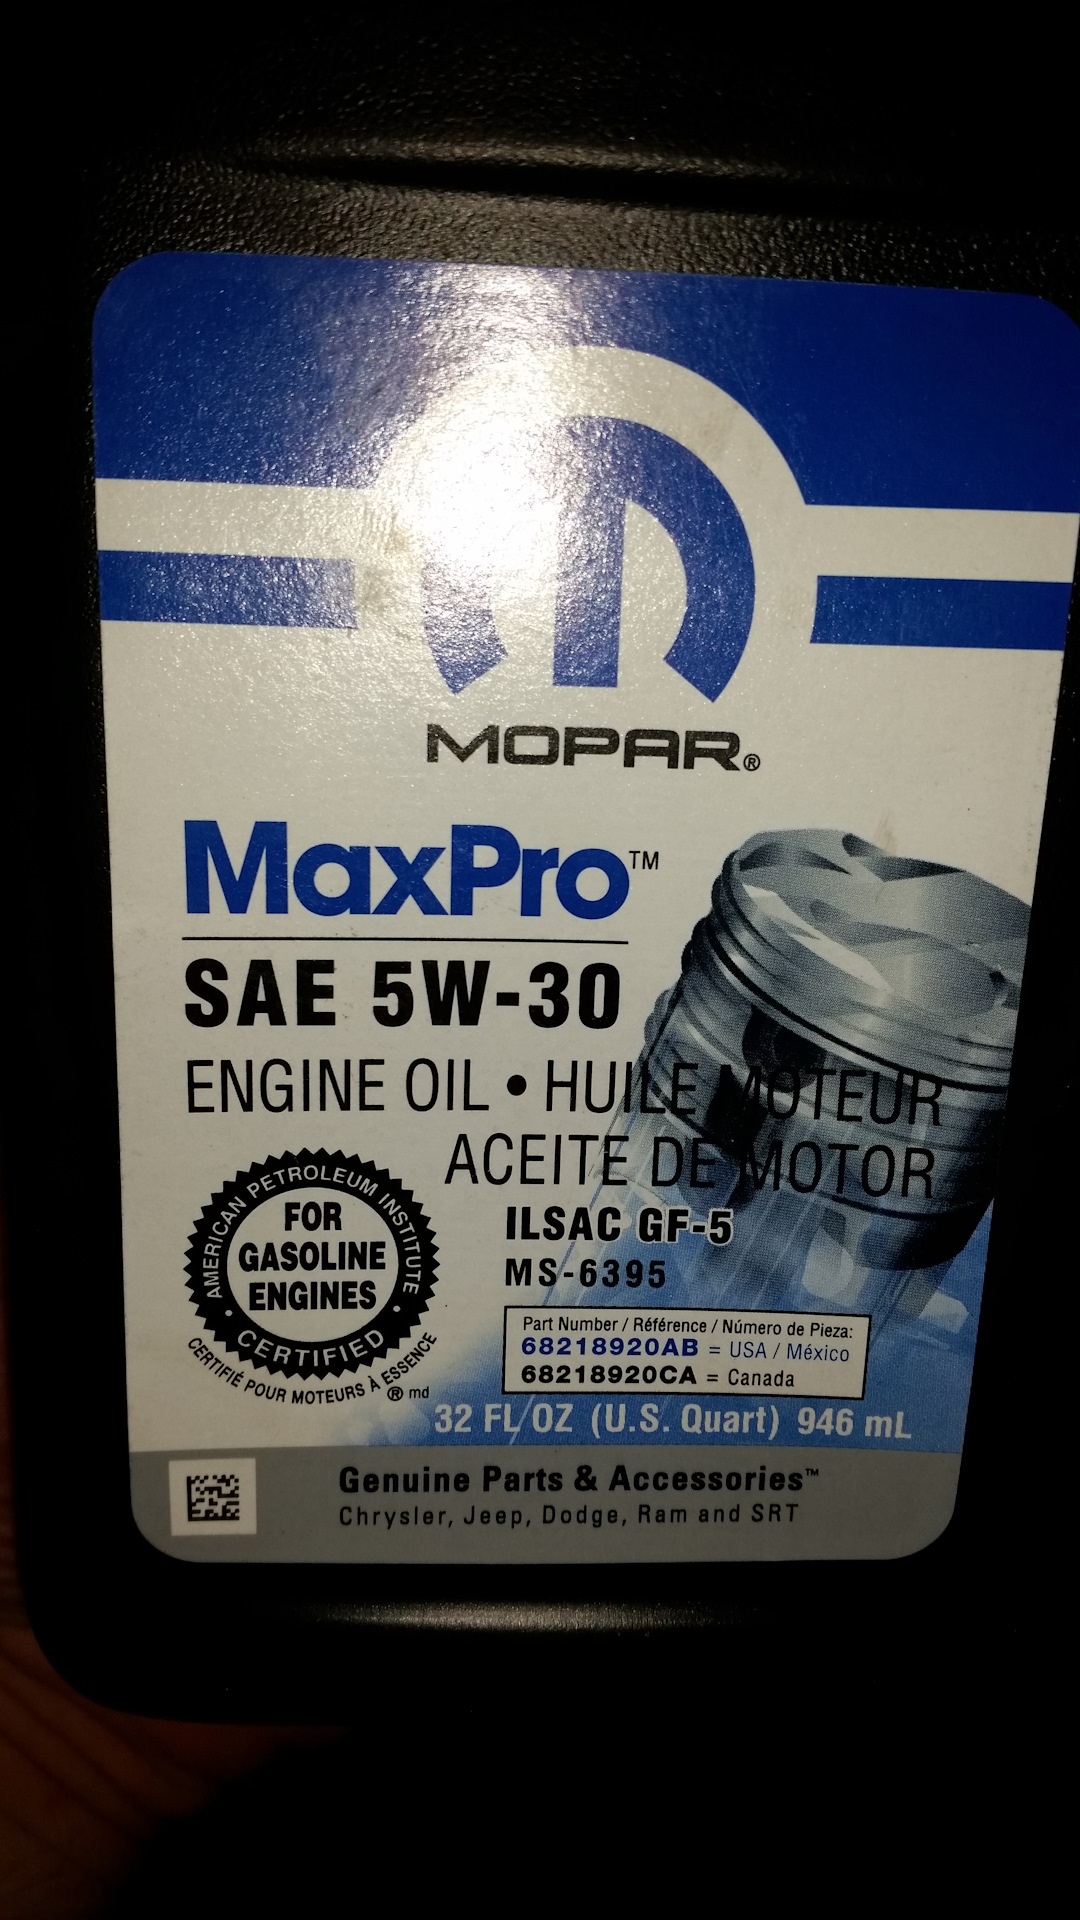 MOPAR®
MaxPro™
SAE 5W-30
ENGINE OIL • HUILE MOTEUR
ACEITE DE MOTOR
AMERICAN PETROLEUM INSTITUTE
FOR
GASOLINE
ENGINES
• CERTIFIED •
CERTIFIÉ POUR MOTEURS À ESSENCE
® md
ILSAC GF-5
MS-6395
Part Number / Référence / Número de Pieza:
68218920AB = USA / México
68218920CA = Canada
32 FL OZ (U.S. Quart) 946 mL
Genuine Parts & Accessories™
Chrysler, Jeep, Dodge, Ram and SRT